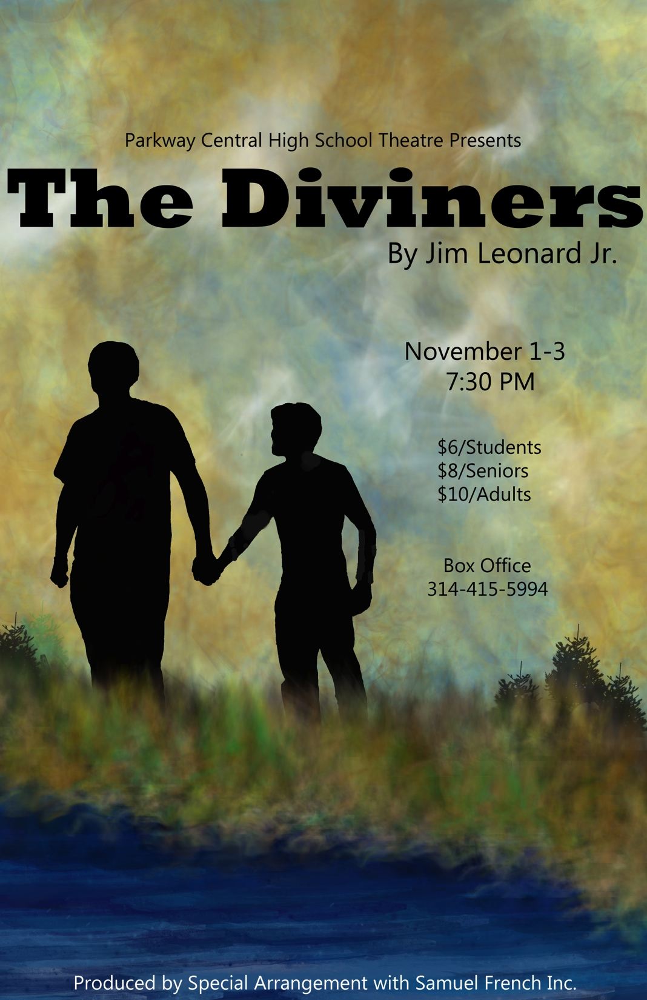 Parkway Central High School Theatre Presents
The Diviners
By Jim Leonard Jr.
November 1-3
7:30 PM
$6/Students
$8/Seniors
$10/Adults
Box Office
314-415-5994
Produced by Special Arrangement with Samuel French Inc.